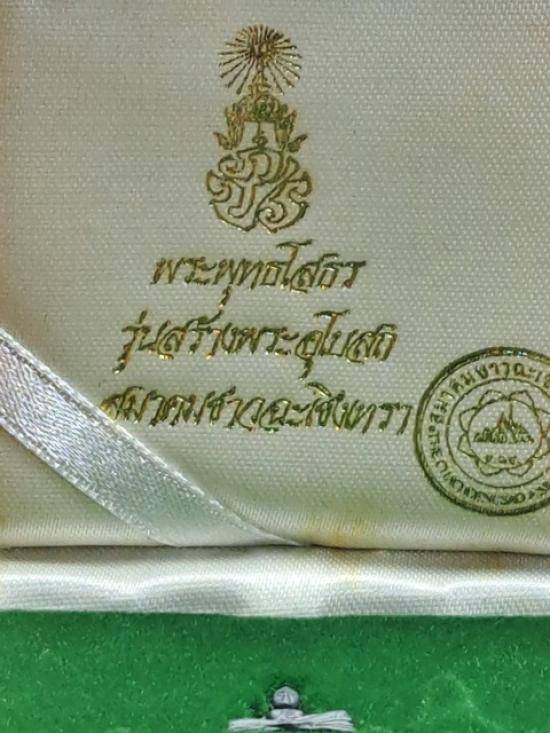 พระพุทธโสธร
รุ่นสร้างพระอุโบสถ
สมาคมชาวฉะเชิงเทรา